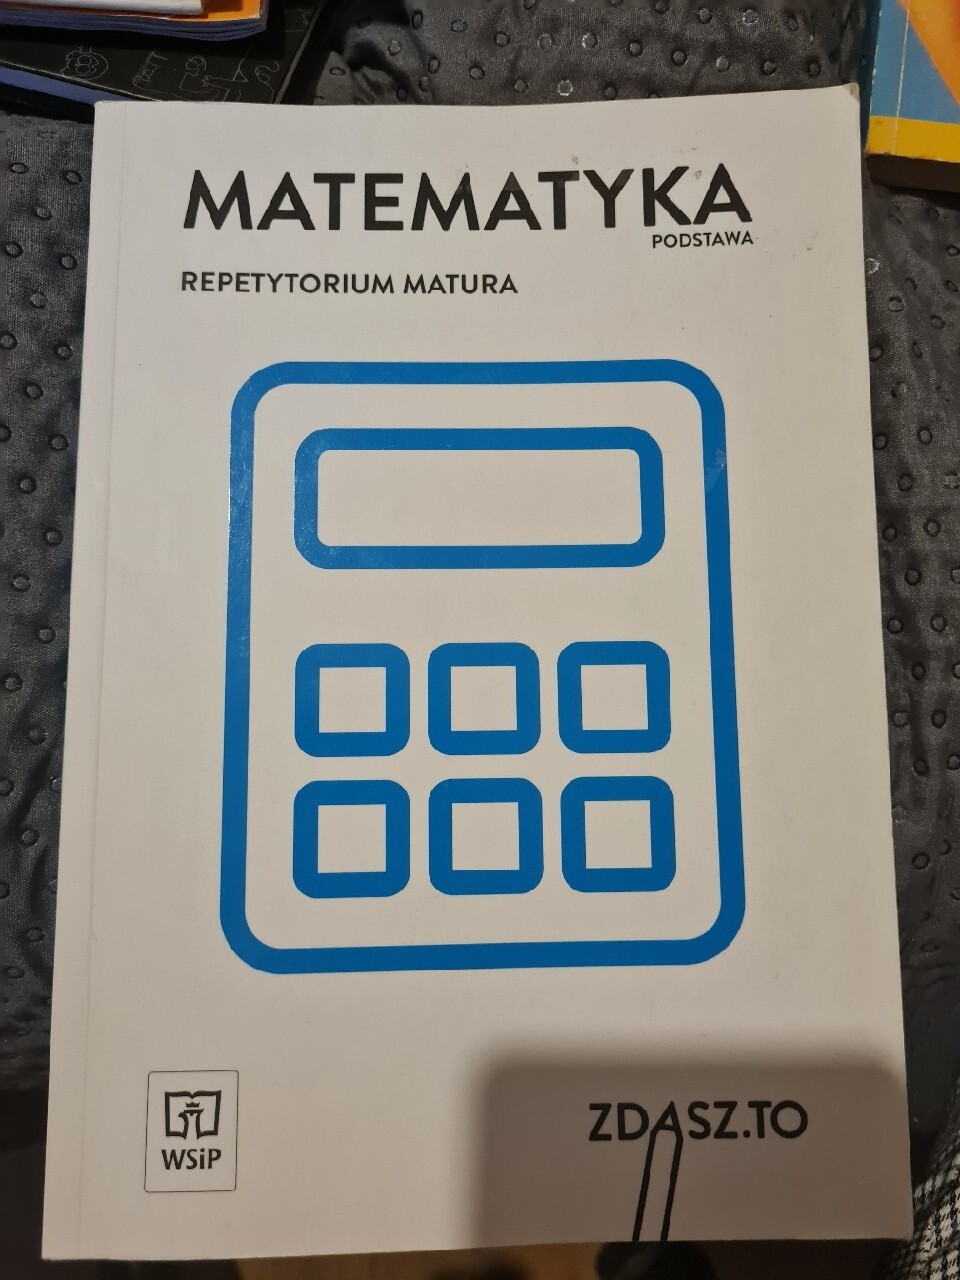 MATEMATYKA
PODSTAWA
REPETYTORIUM MATURA
WSiP
ZDASZ.TO